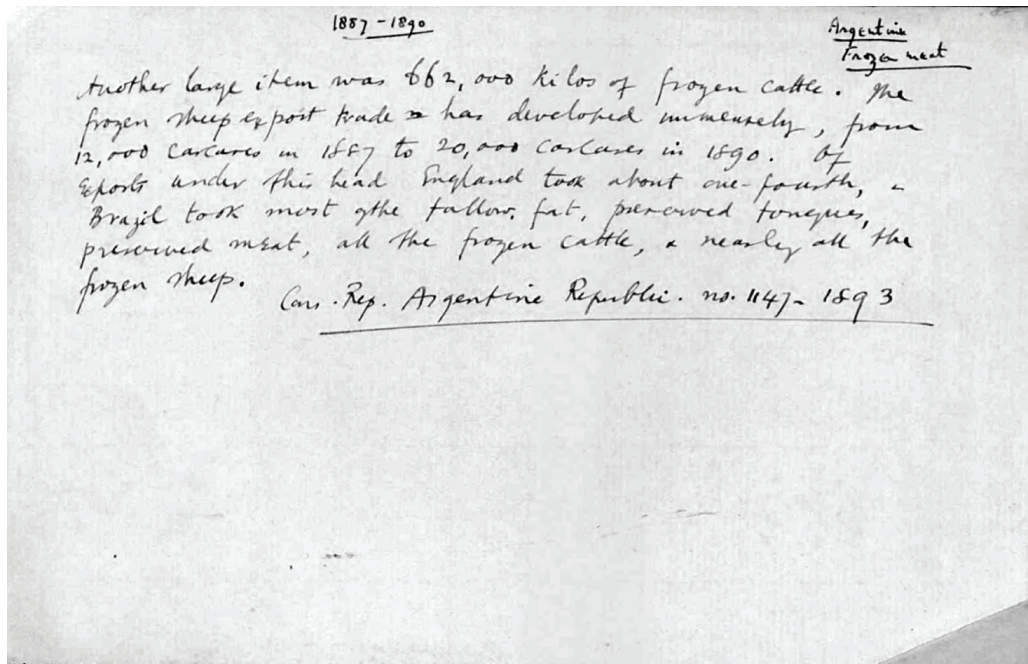 1887-1890
Argentine
Frozen meat
Another large item was 662,000 kilos of frozen cattle. The
frozen sheep export trade has developed immensely, from
12,000 carcases in 1887 to 20,000 carcases in 1890. Of
exports under this head England took about one-fourth, &
Brazil took most of the tallow, fat, preserved tongues,
preserved meat, all the frozen cattle, & nearly all the
frozen sheep.
Cons. Rep. Argentine Republic. no. 1147-1893